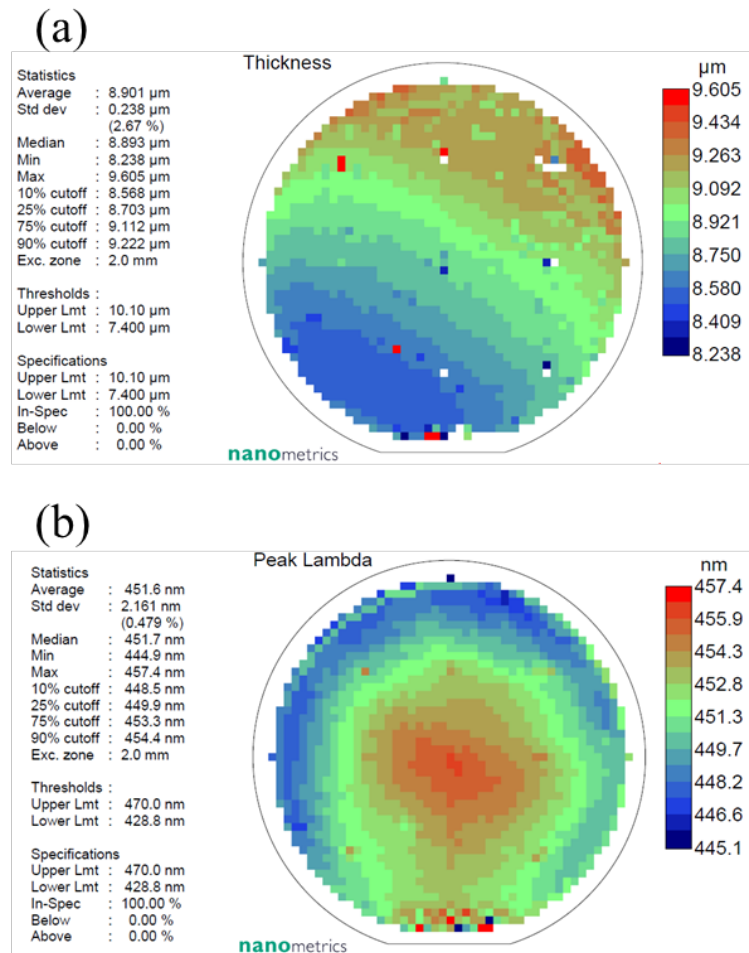 (a)
Thickness
Statistics
Average : 8.901 µm
Std dev : 0.238 µm
(2.67 %)
Median : 8.893 µm
Min : 8.238 µm
Max : 9.605 µm
10% cutoff : 8.568 µm
25% cutoff : 8.703 µm
75% cutoff : 9.112 µm
90% cutoff : 9.222 µm
Exc. zone : 2.0 mm
Thresholds :
Upper Lmt : 10.10 µm
Lower Lmt : 7.400 µm
Specifications
Upper Lmt : 10.10 µm
Lower Lmt : 7.400 µm
In-Spec : 100.00 %
Below : 0.00 %
Above : 0.00 %
nanometrics
µm
9.605
9.434
9.263
9.092
8.921
8.750
8.580
8.409
8.238
(b)
Peak Lambda
Statistics
Average : 451.6 nm
Std dev : 2.161 nm
(0.479 %)
Median : 451.7 nm
Min : 444.9 nm
Max : 457.4 nm
10% cutoff : 448.5 nm
25% cutoff : 449.9 nm
75% cutoff : 453.3 nm
90% cutoff : 454.4 nm
Exc. zone : 2.0 mm
Thresholds :
Upper Lmt : 470.0 nm
Lower Lmt : 428.8 nm
Specifications
Upper Lmt : 470.0 nm
Lower Lmt : 428.8 nm
In-Spec : 100.00 %
Below : 0.00 %
Above : 0.00 %
nanometrics
nm
457.4
455.9
454.3
452.8
451.3
449.7
448.2
446.6
445.1